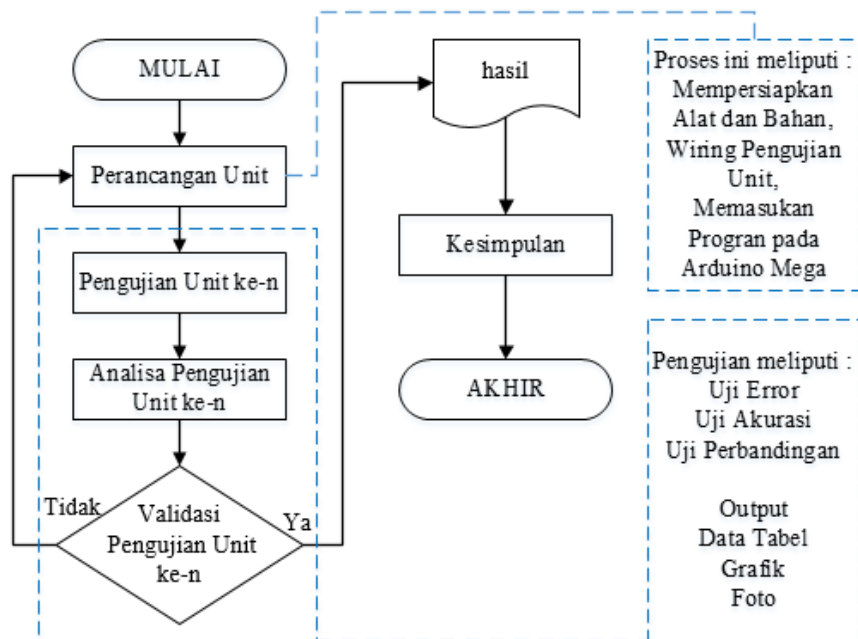 MULAI
Perancangan Unit
Pengujian Unit ke-n
Analisa Pengujian
Unit ke-n
Validasi
Pengujian Unit
ke-n
Tidak
Ya
hasil
Kesimpulan
AKHIR
Proses ini meliputi :
Mempersiapkan
Alat dan Bahan,
Wiring Pengujian
Unit,
Memasukan
Progran pada
Arduino Mega
Pengujian meliputi :
Uji Error
Uji Akurasi
Uji Perbandingan
Output
Data Tabel
Grafik
Foto